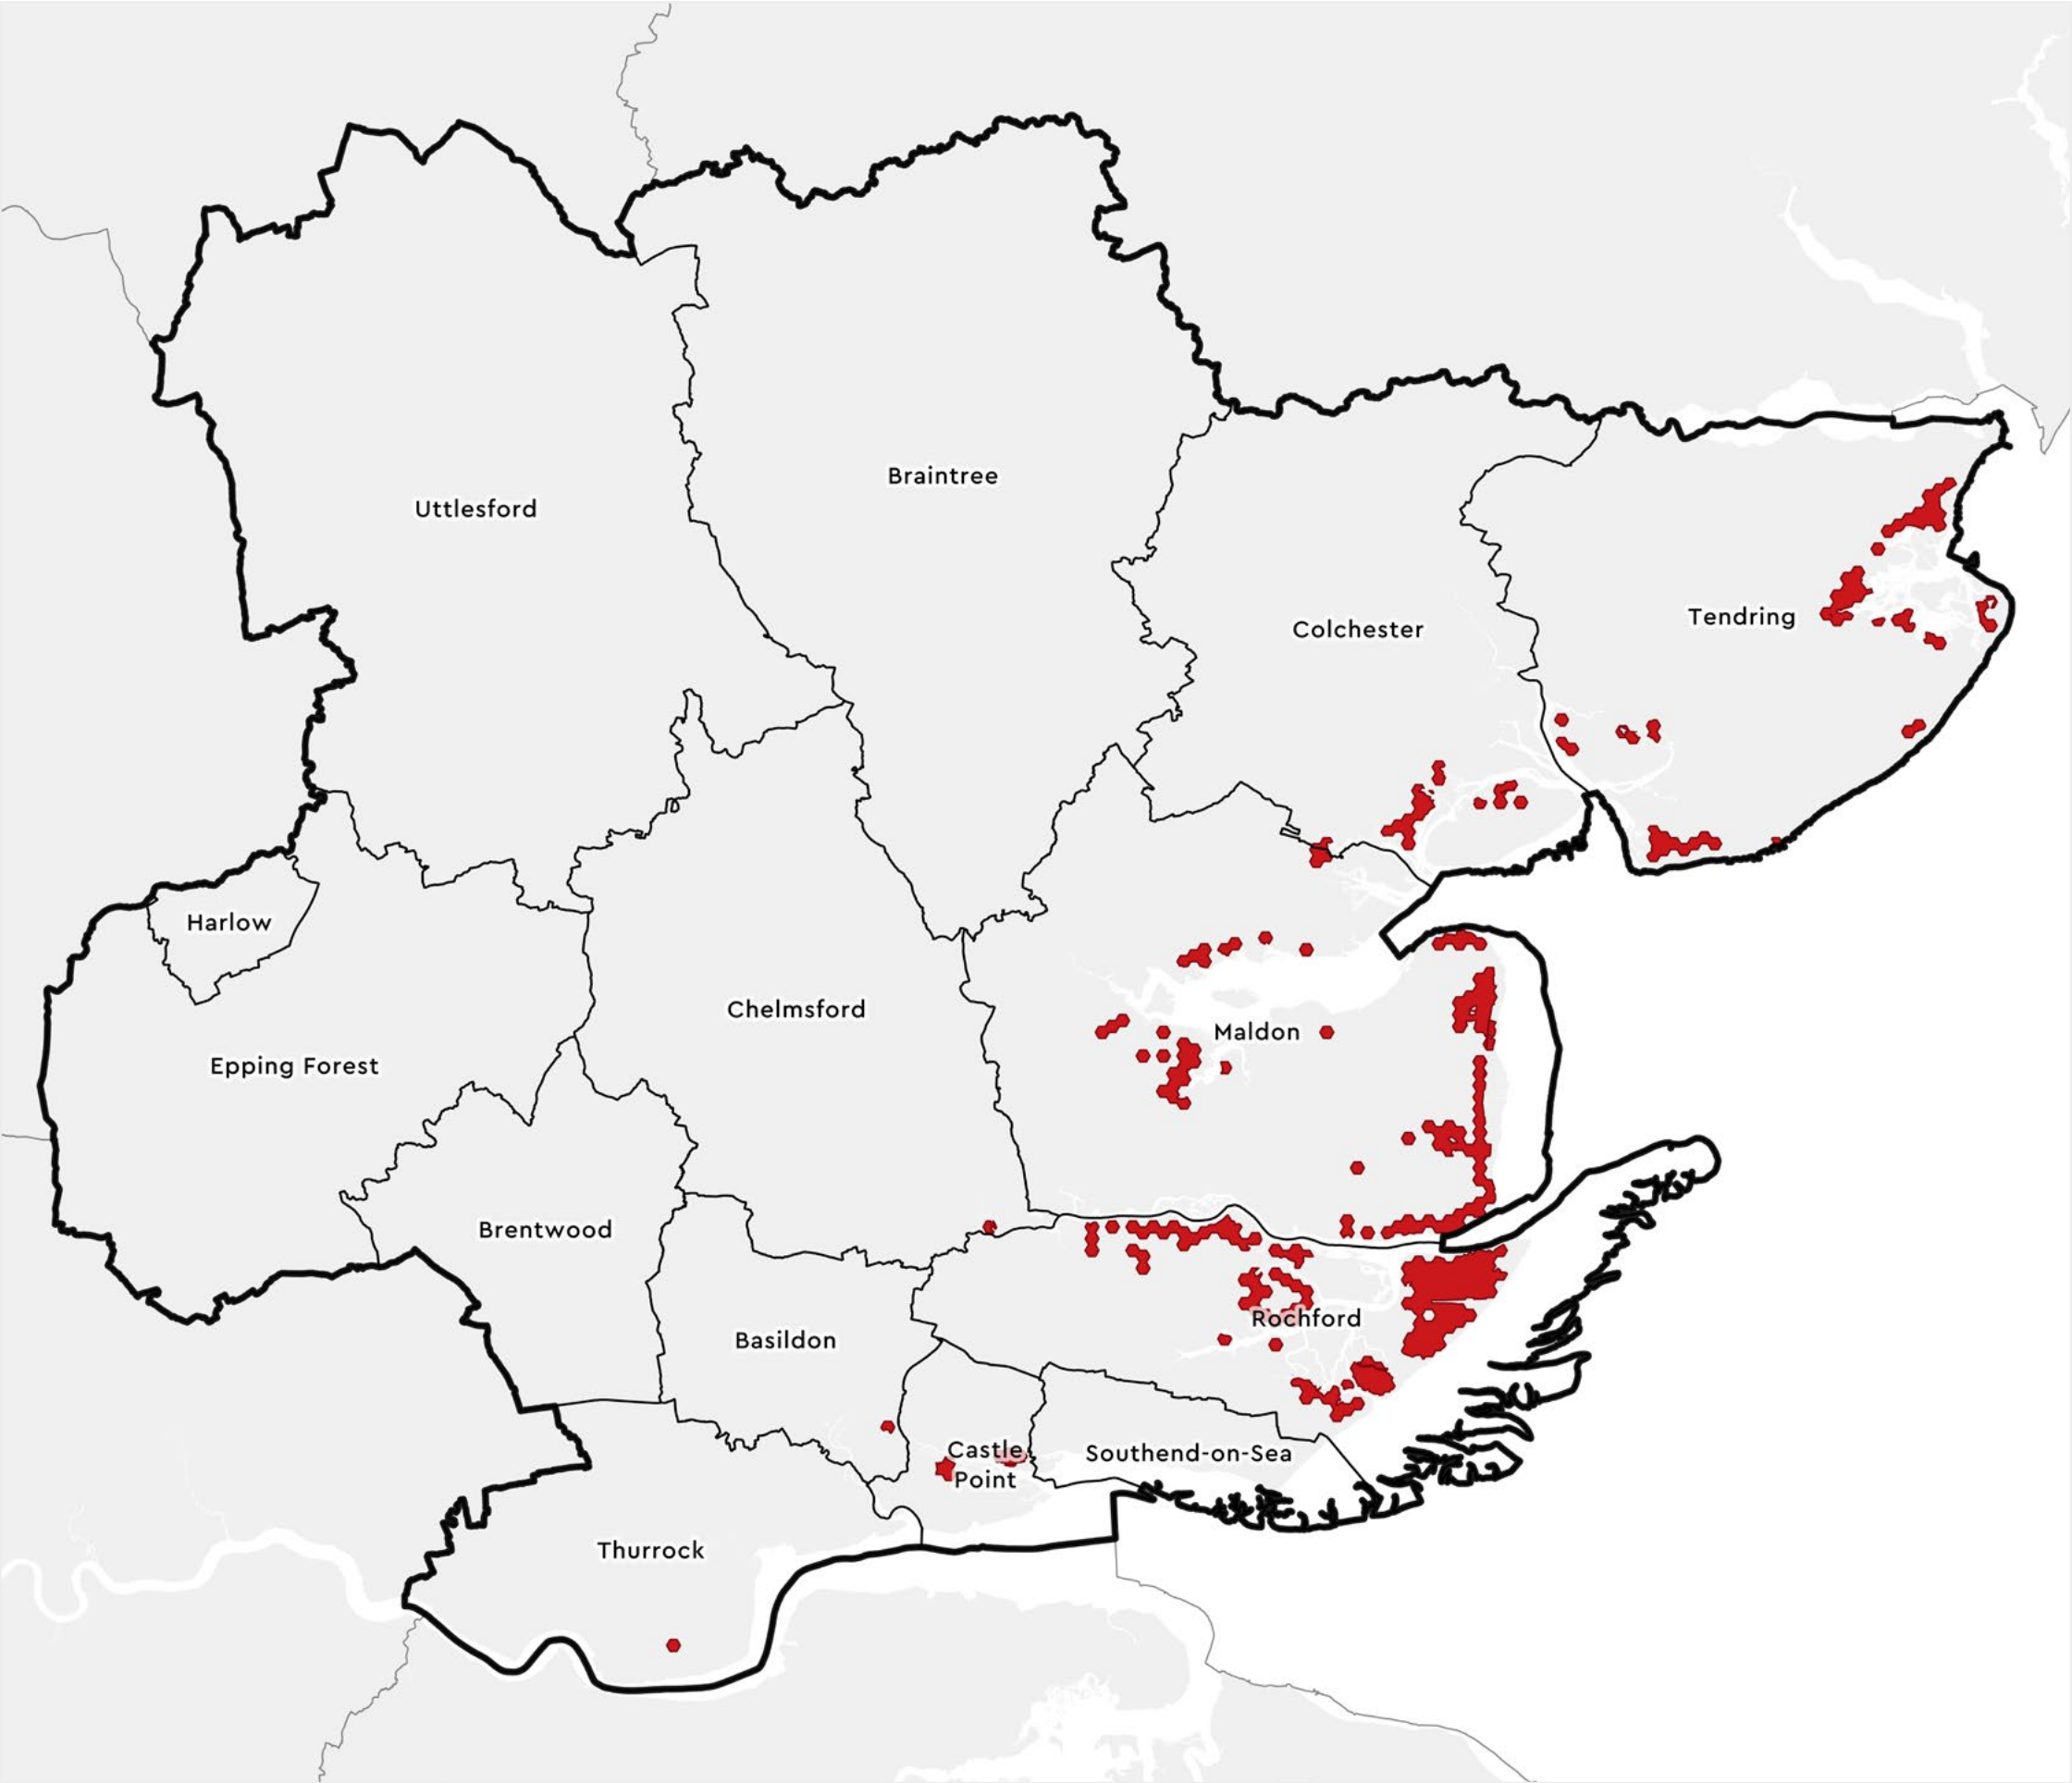 Braintree
Uttlesford
Tendring
Colchester
Harlow
Chelmsford
Maldon
Epping Forest
Brentwood
Rochford
Basildon
Castle
Point
Southend-on-Sea
Thurrock